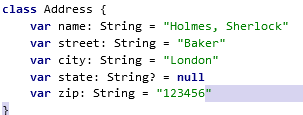 class Address {
    var name: String = "Holmes, Sherlock"
    var street: String = "Baker"
    var city: String = "London"
    var state: String? = null
    var zip: String = "123456"
}